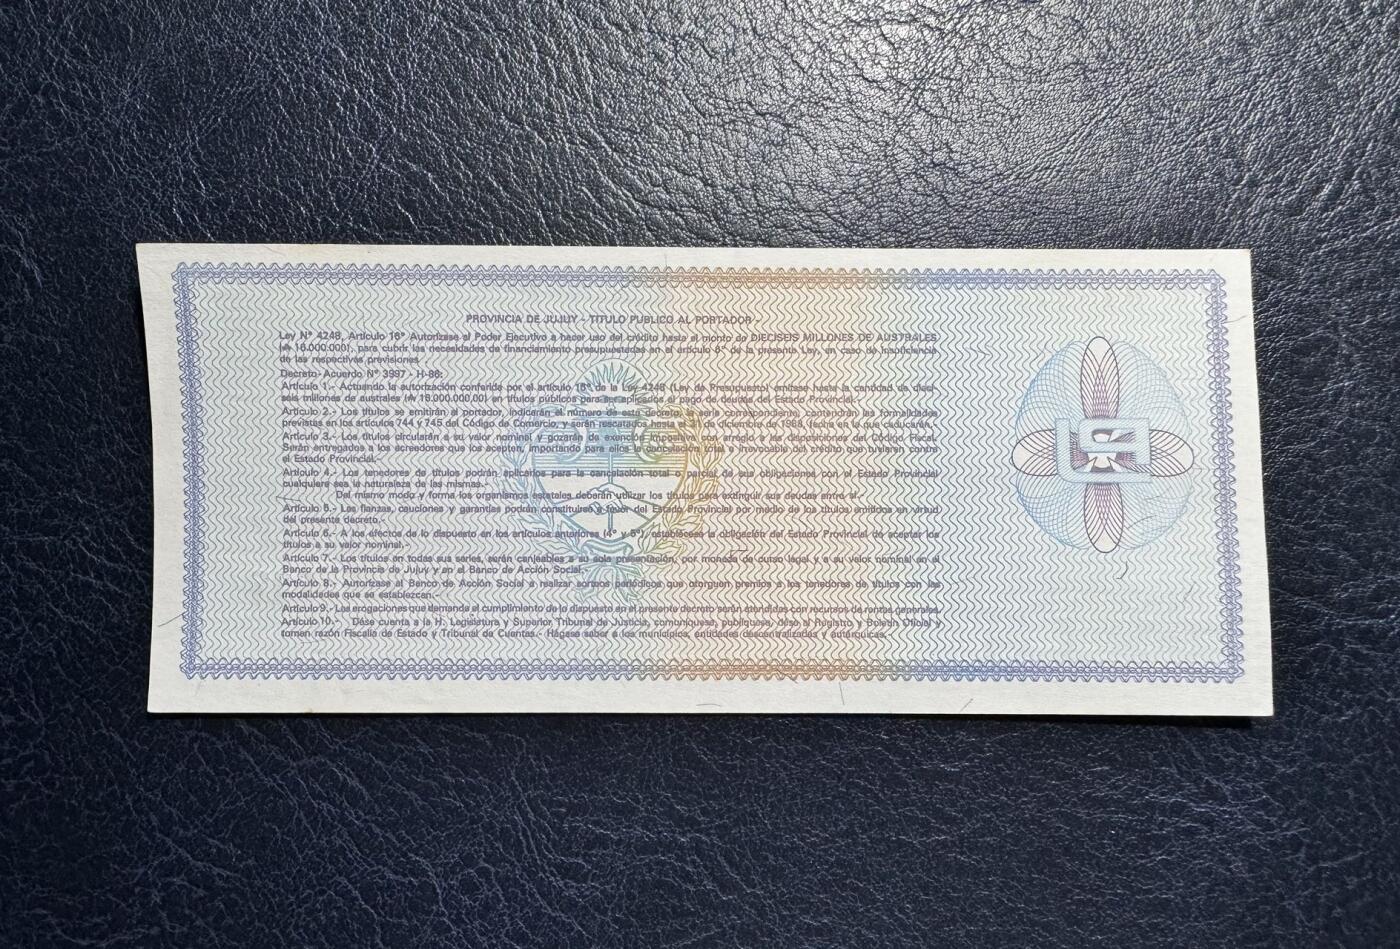 PROVINCIA DE JUJUY - TITULO PUBLICO AL PORTADOR -
Ley Nº 4248, Artículo 16º Autorízase al Poder Ejecutivo a hacer uso del crédito hasta el monto de DIECISEIS MILLONES DE AUSTRALES
(₳ 16.000.000), para cubrir las necesidades de financiamiento presupuestadas en el artículo 6º de la presente Ley, en caso de insuficiencia
de las respectivas previsiones .
Decreto-Acuerdo Nº 3997 - H-86:
Artículo 1.- Actuando la autorización conferida por el artículo 16º de la Ley 4248 (Ley de Presupuesto) emítase hasta la cantidad de dieci-
seis millones de australes (₳ 16.000.000,00) en títulos públicos para ser aplicados al pago de deudas del Estado Provincial.-
Artículo 2.- Los títulos se emitirán al portador, indicarán el número de este decreto, la serie correspondiente, contendrán las formalidades
previstas en los artículos 744 y 745 del Código de Comercio, y serán rescatados hasta el de diciembre de 1988, fecha en la que caducarán.-
Artículo 3.- Los títulos circularán a su valor nominal y gozarán de exención impositiva con arreglo a las disposiciones del Código Fiscal.
Serán entregados a los acreedores que los acepten, importando para ellos la cancelación total e irrevocable del crédito que tuvieren contra
el Estado Provincial.-
Artículo 4.- Los tenedores de títulos podrán aplicarlos para la cancelación total o parcial de sus obligaciones con el Estado Provincial
cualquiera sea la naturaleza de las mismas.-
Del mismo modo y forma los organismos estatales deberán utilizar los títulos para extinguir sus deudas entre sí.-
Artículo 5.- Las fianzas, cauciones y garantías podrán constituirse a favor del Estado Provincial por medio de los títulos emitidos en virtud
del presente decreto.-
Artículo 6.- A los efectos de lo dispuesto en los artículos anteriores (4º y 5º), establécese la obligación del Estado Provincial de aceptar los
títulos a su valor nominal.-
Artículo 7.- Los títulos en todas sus series, serán canjeables a su sola presentación, por moneda de curso legal y a su valor nominal en el
Banco de la Provincia de Jujuy y en el Banco de Acción Social.-
Artículo 8.- Autorízase al Banco de Acción Social a realizar sorteos periódicos que otorguen premios a los tenedores de títulos con las
modalidades que se establezcan.-
Artículo 9.- Las erogaciones que demande el cumplimiento de lo dispuesto en el presente decreto serán atendidas con recursos de rentas generales.
Artículo 10.- Dése cuenta a la H. Legislatura y Superior Tribunal de Justicia, comuníquese, publíquese, dése al Registro y Boletín Oficial y
tomen razón Fiscalía de Estado y Tribunal de Cuentas.- Hágase saber a los municipios, entidades descentralizadas y autárquicas.-